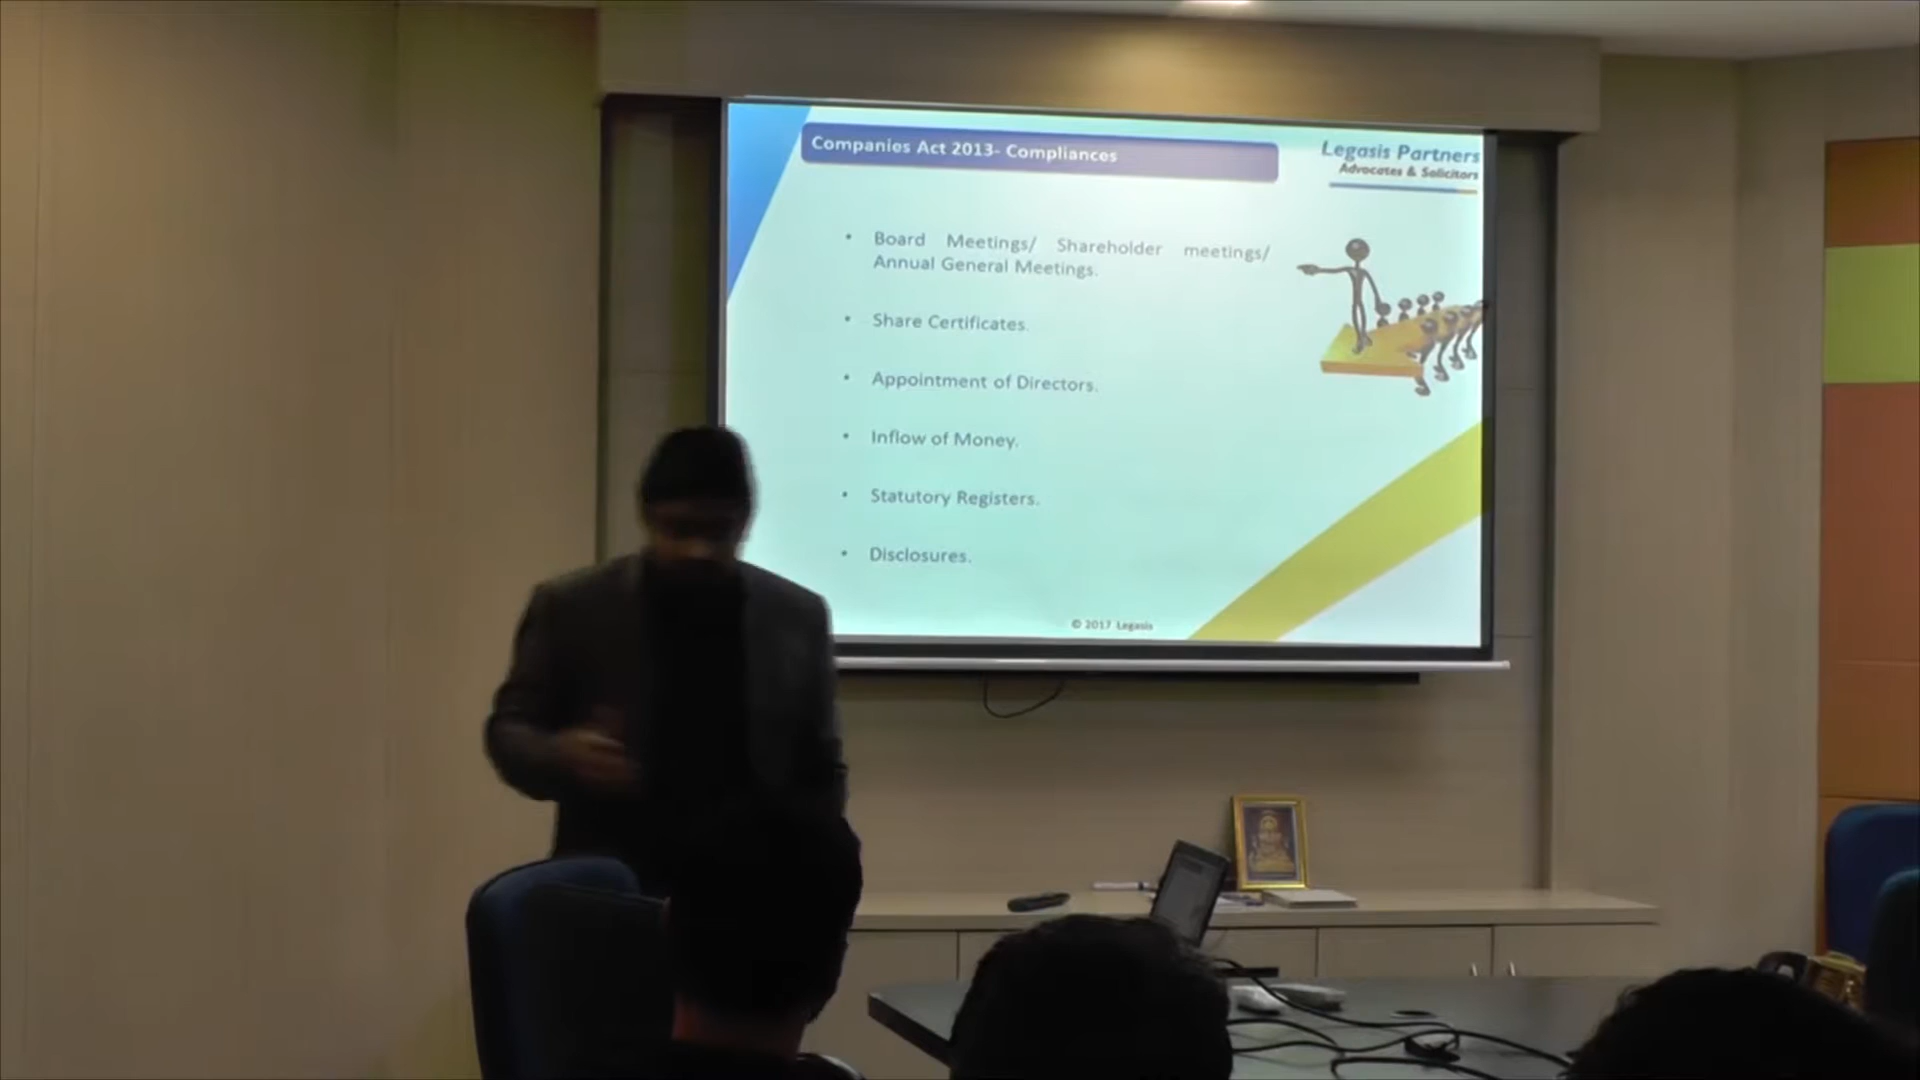 Companies Act 2013- Compliances
Legasis Partners
Advocates & Solicitors
• Board Meetings/ Shareholder meetings/
Annual General Meetings.
• Share Certificates.
• Appointment of Directors.
• Inflow of Money.
• Statutory Registers.
• Disclosures.
© 2017 Legasis